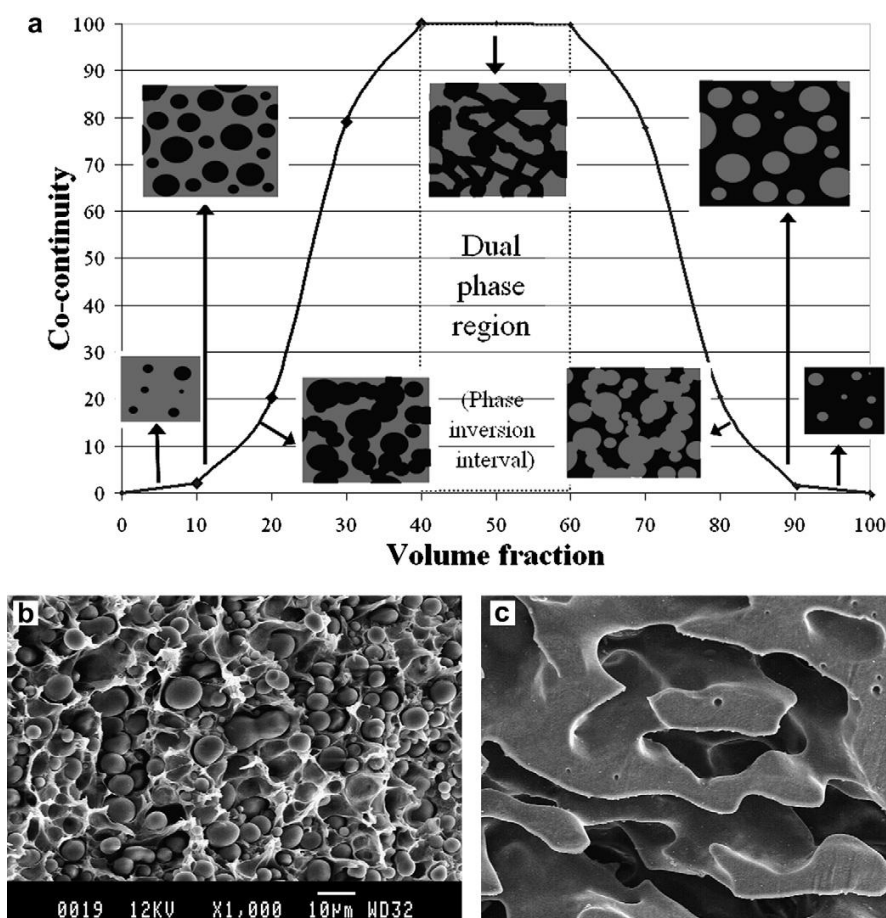 a
100
90
80
70
60
50
40
30
20
10
0
Co-continuity
Dual
phase
region
(Phase
inversion
interval)
0 10 20 30 40 50 60 70 80 90 100
Volume fraction
b
c
0019 12KV X1,000 10µm WD32